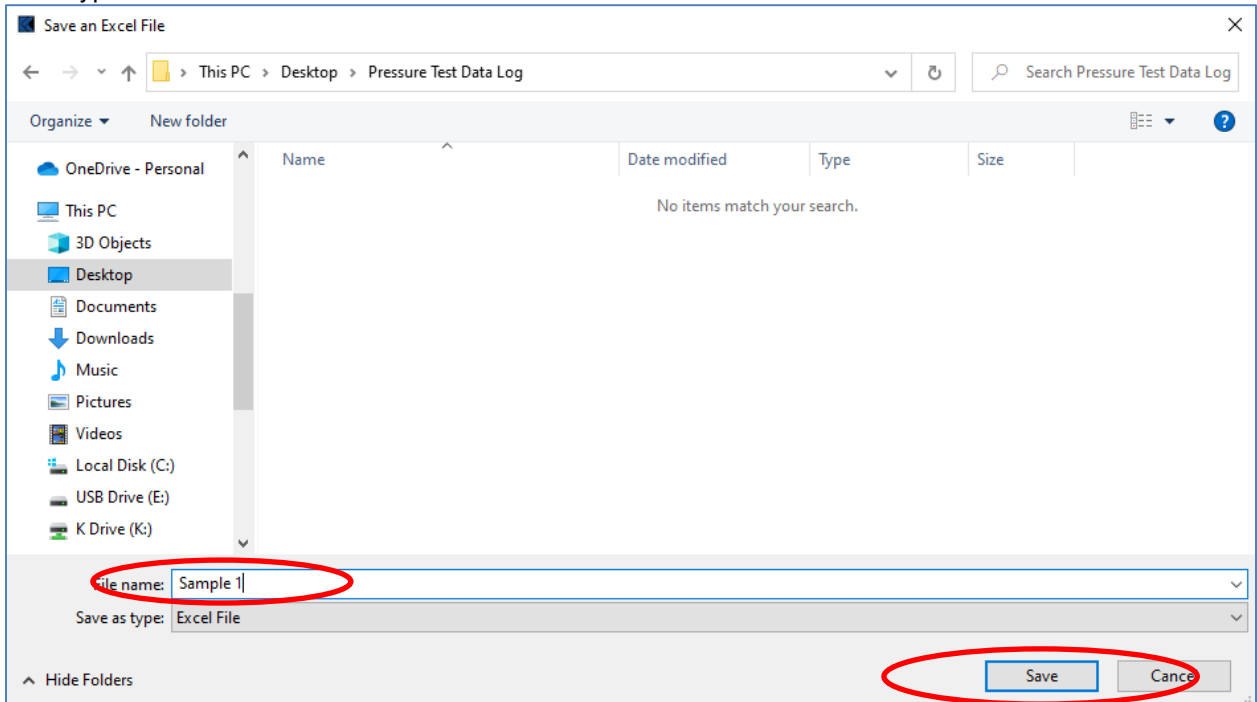 Save an Excel File
This PC > Desktop > Pressure Test Data Log
Search Pressure Test Data Log
Organize
New folder
Name
Date modified
Type
Size
No items match your search.
OneDrive - Personal
This PC
3D Objects
Desktop
Documents
Downloads
Music
Pictures
Videos
Local Disk (C:)
USB Drive (E:)
K Drive (K:)
File name: Sample 1
Save as type: Excel File
Hide Folders
Save
Cancel